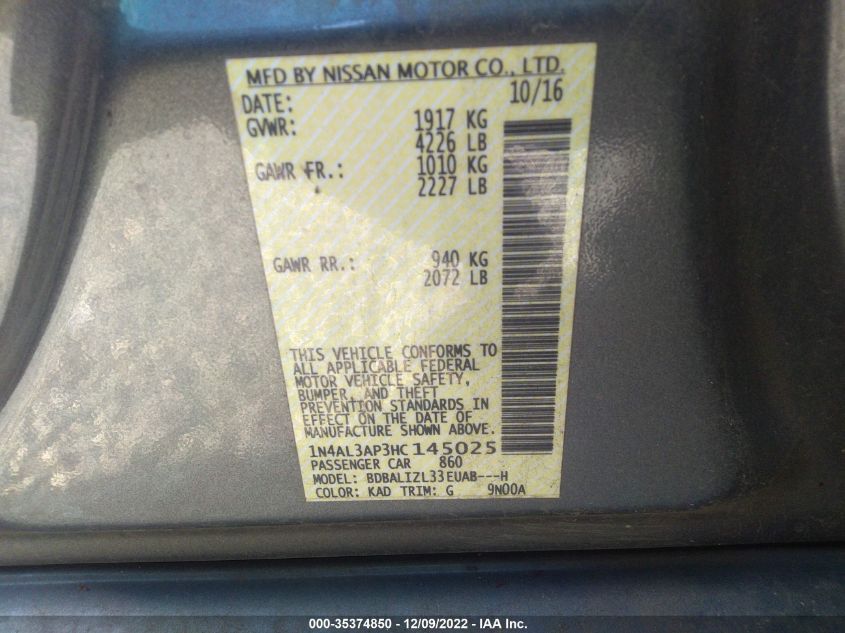 MFD BY NISSAN MOTOR CO., LTD.
DATE: 10/16
GVWR: 1917 KG
4226 LB
GAWR FR.: 1010 KG
2227 LB
GAWR RR.: 940 KG
2072 LB
THIS VEHICLE CONFORMS TO
ALL APPLICABLE FEDERAL
MOTOR VEHICLE SAFETY,
BUMPER, AND THEFT
PREVENTION STANDARDS IN
EFFECT ON THE DATE OF
MANUFACTURE SHOWN ABOVE.
1N4AL3AP3HC 145025
PASSENGER CAR 860
MODEL: BDBALIZL33EUAB---H
COLOR: KAD TRIM: G 9N00A
000-35374850 - 12/09/2022 - IAA Inc.